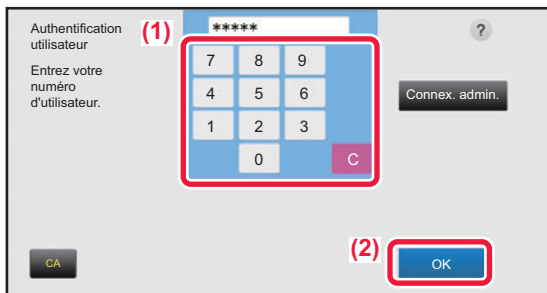 Authentification
utilisateur
Entrez votre
numéro
d'utilisateur.
(1)
*****
7 8 9
4 5 6
1 2 3
0 C
?
Connex. admin.
CA
(2)
OK